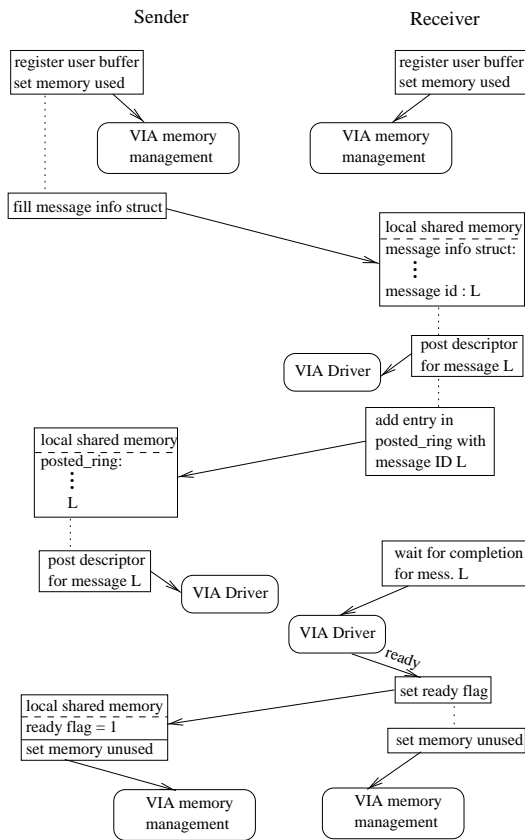 Sender
Receiver
register user buffer
set memory used
register user buffer
set memory used
VIA memory
management
VIA memory
management
fill message info struct
local shared memory
message info struct:
message id : L
post descriptor
for message L
VIA Driver
add entry in
posted_ring with
message ID L
local shared memory
posted_ring:
L
post descriptor
for message L
VIA Driver
wait for completion
for mess. L
VIA Driver
ready
set ready flag
local shared memory
ready flag = 1
set memory unused
set memory unused
VIA memory
management
VIA memory
management